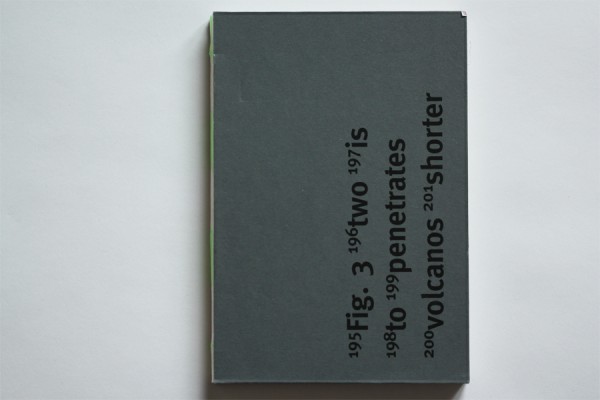 195Fig. 3 196two 197is
198to 199penetrates
200volcanos 201shorter